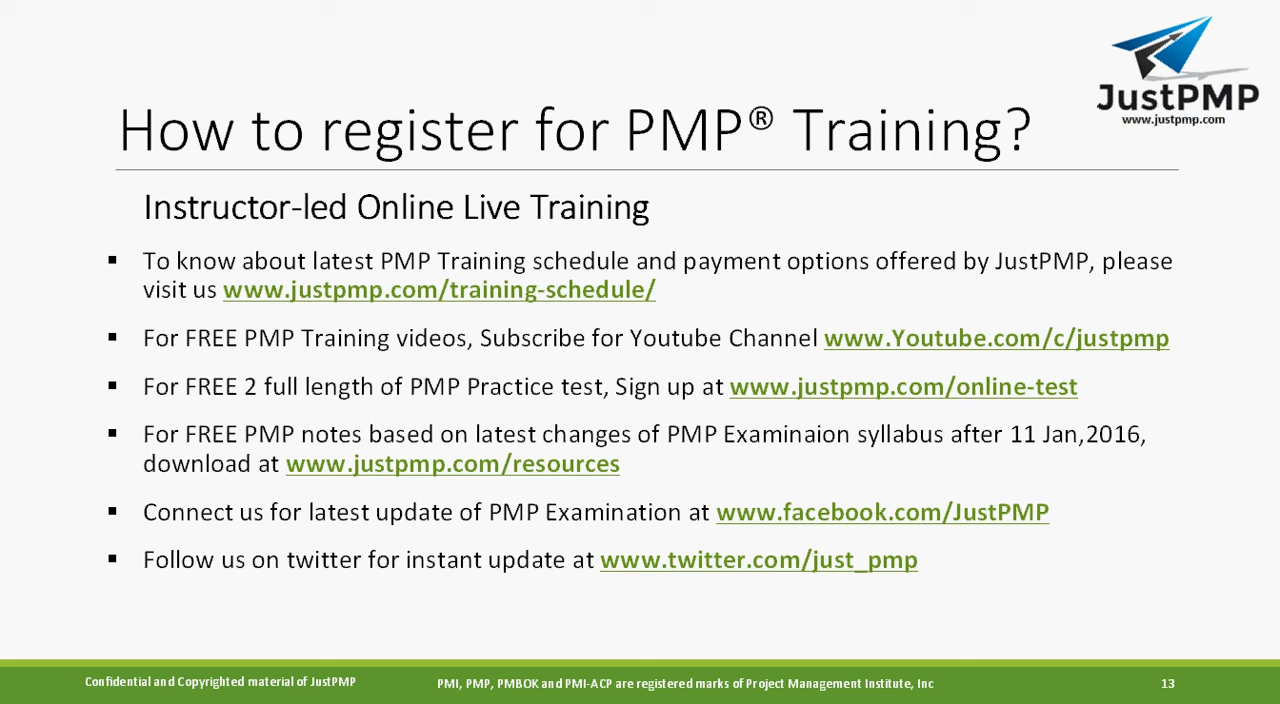 JustPMP
www.justpmp.com
How to register for PMP® Training?
Instructor-led Online Live Training
▪ To know about latest PMP Training schedule and payment options offered by JustPMP, please
visit us www.justpmp.com/training-schedule/
▪ For FREE PMP Training videos, Subscribe for Youtube Channel www.Youtube.com/c/justpmp
▪ For FREE 2 full length of PMP Practice test, Sign up at www.justpmp.com/online-test
▪ For FREE PMP notes based on latest changes of PMP Examinaion syllabus after 11 Jan,2016,
download at www.justpmp.com/resources
▪ Connect us for latest update of PMP Examination at www.facebook.com/JustPMP
▪ Follow us on twitter for instant update at www.twitter.com/just_pmp
Confidential and Copyrighted material of JustPMP
PMI, PMP, PMBOK and PMI-ACP are registered marks of Project Management Institute, Inc
13